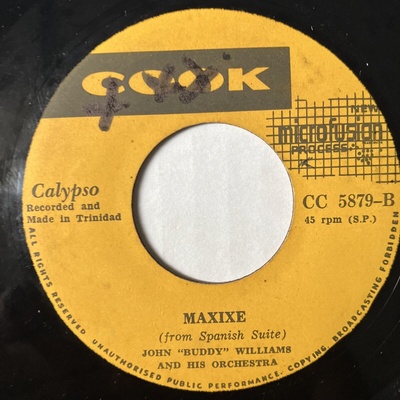 COOK
NEW
microfusion
PROCESS
Calypso
Recorded and
Made in Trinidad
CC 5879-B
45 rpm (S.P.)
MAXIXE
(from Spanish Suite)
JOHN "BUDDY" WILLIAMS
AND HIS ORCHESTRA
ALL RIGHTS RESERVED UNAUTHORISED PUBLIC PERFORMANCE, COPYING, BROADCASTING FORBIDDEN